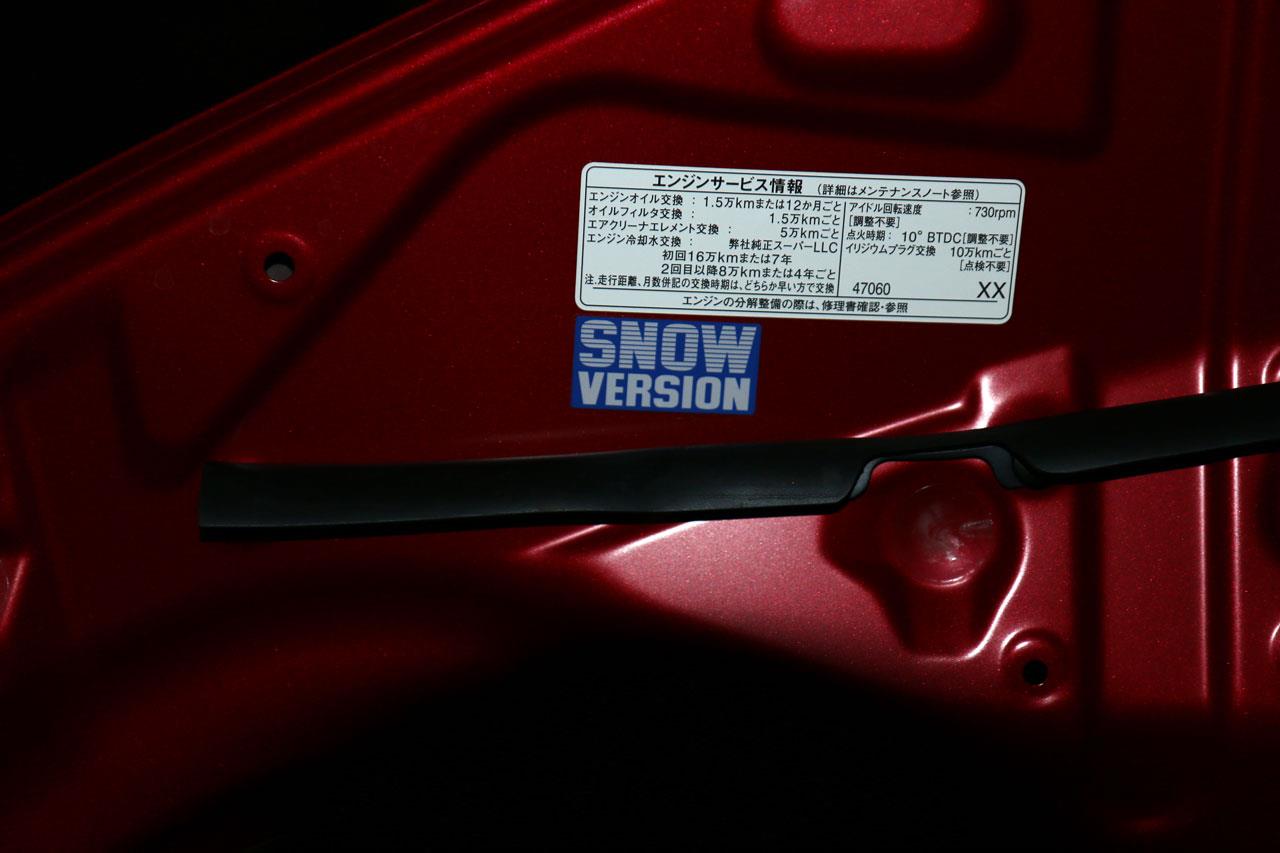 エンジンサービス情報 (詳細はメンテナンスノート参照)
エンジンオイル交換 : 1.5万kmまたは12か月ごと
オイルフィルタ交換 : 1.5万kmごと
エアクリーナエレメント交換 : 5万kmごと
エンジン冷却水交換 : 弊社純正スーパーLLC
初回16万kmまたは7年
2回目以降8万kmまたは4年ごと
注.走行距離、月数併記の交換時期は、どちらか早い方で交換
アイドル回転速度 : 730rpm
[調整不要]
点火時期 : 10° BTDC[調整不要]
イリジウムプラグ交換 10万kmごと
[点検不要]
47060 XX
エンジンの分解整備の際は、修理書確認・参照
SNOW
VERSION